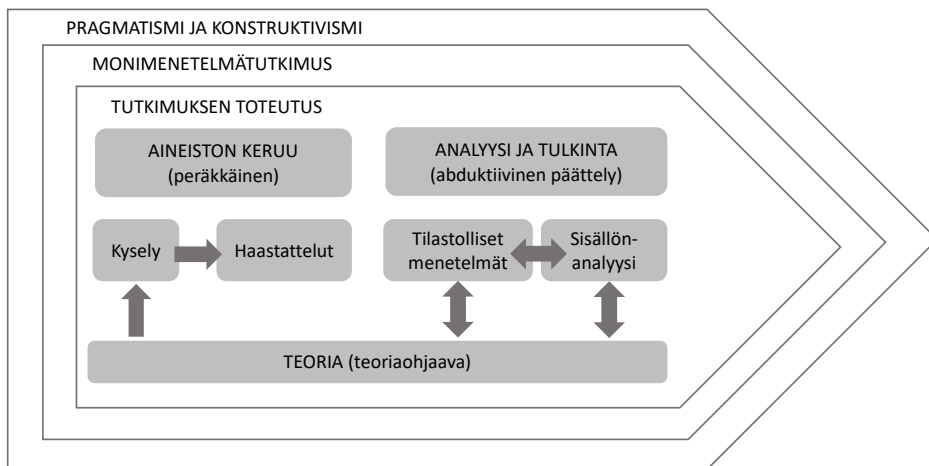 PRAGMATISMI JA KONSTRUKTIVISMI
MONIMENETELMÄTUTKIMUS
TUTKIMUKSEN TOTEUTUS
AINEISTON KERUU
(peräkkäinen)
ANALYYSI JA TULKINTA
(abduktiivinen päättely)
Kysely
Haastattelut
Tilastolliset
menetelmät
Sisällön-
analyysi
TEORIA (teoriaohjaava)